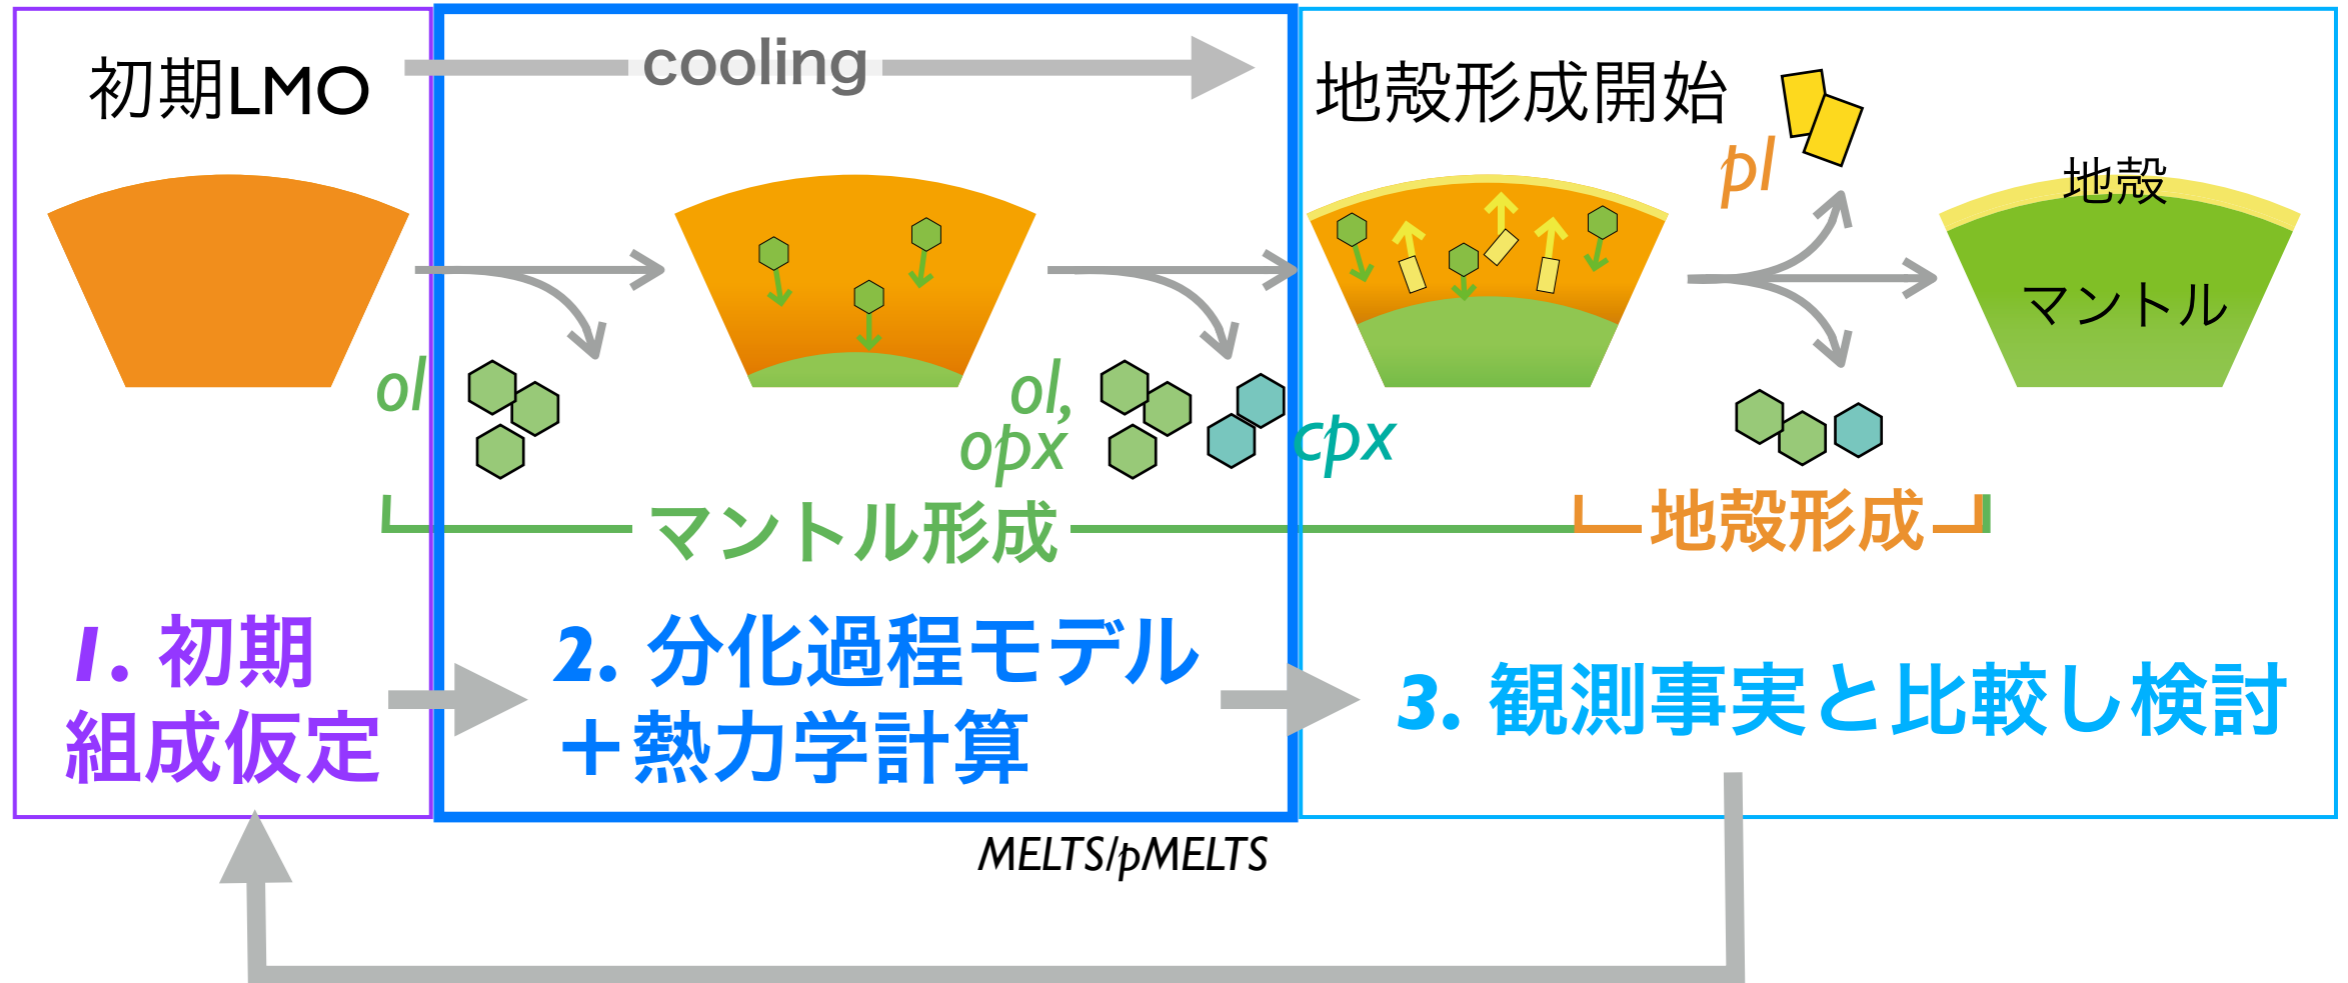 初期LMO
cooling
地殻形成開始
pl
地殻
マントル
ol
ol,
opx
cpx
マントル形成
地殻形成
1. 初期
組成仮定
2. 分化過程モデル
＋熱力学計算
3. 観測事実と比較し検討
MELTS/pMELTS